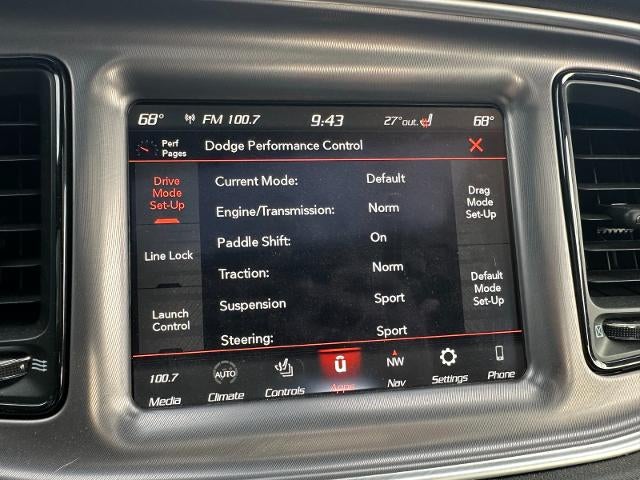 68° FM 100.7 9:43 27°out. 68°
Perf
Pages
Dodge Performance Control
Drive
Mode
Set-Up
Line Lock
Launch
Control
Current Mode: Default
Engine/Transmission: Norm
Paddle Shift: On
Traction: Norm
Suspension Sport
Steering: Sport
Drag
Mode
Set-Up
Default
Mode
Set-Up
100.7
Media
AUTO
Climate
Controls
û
Apps
NW
Nav
Settings
Phone